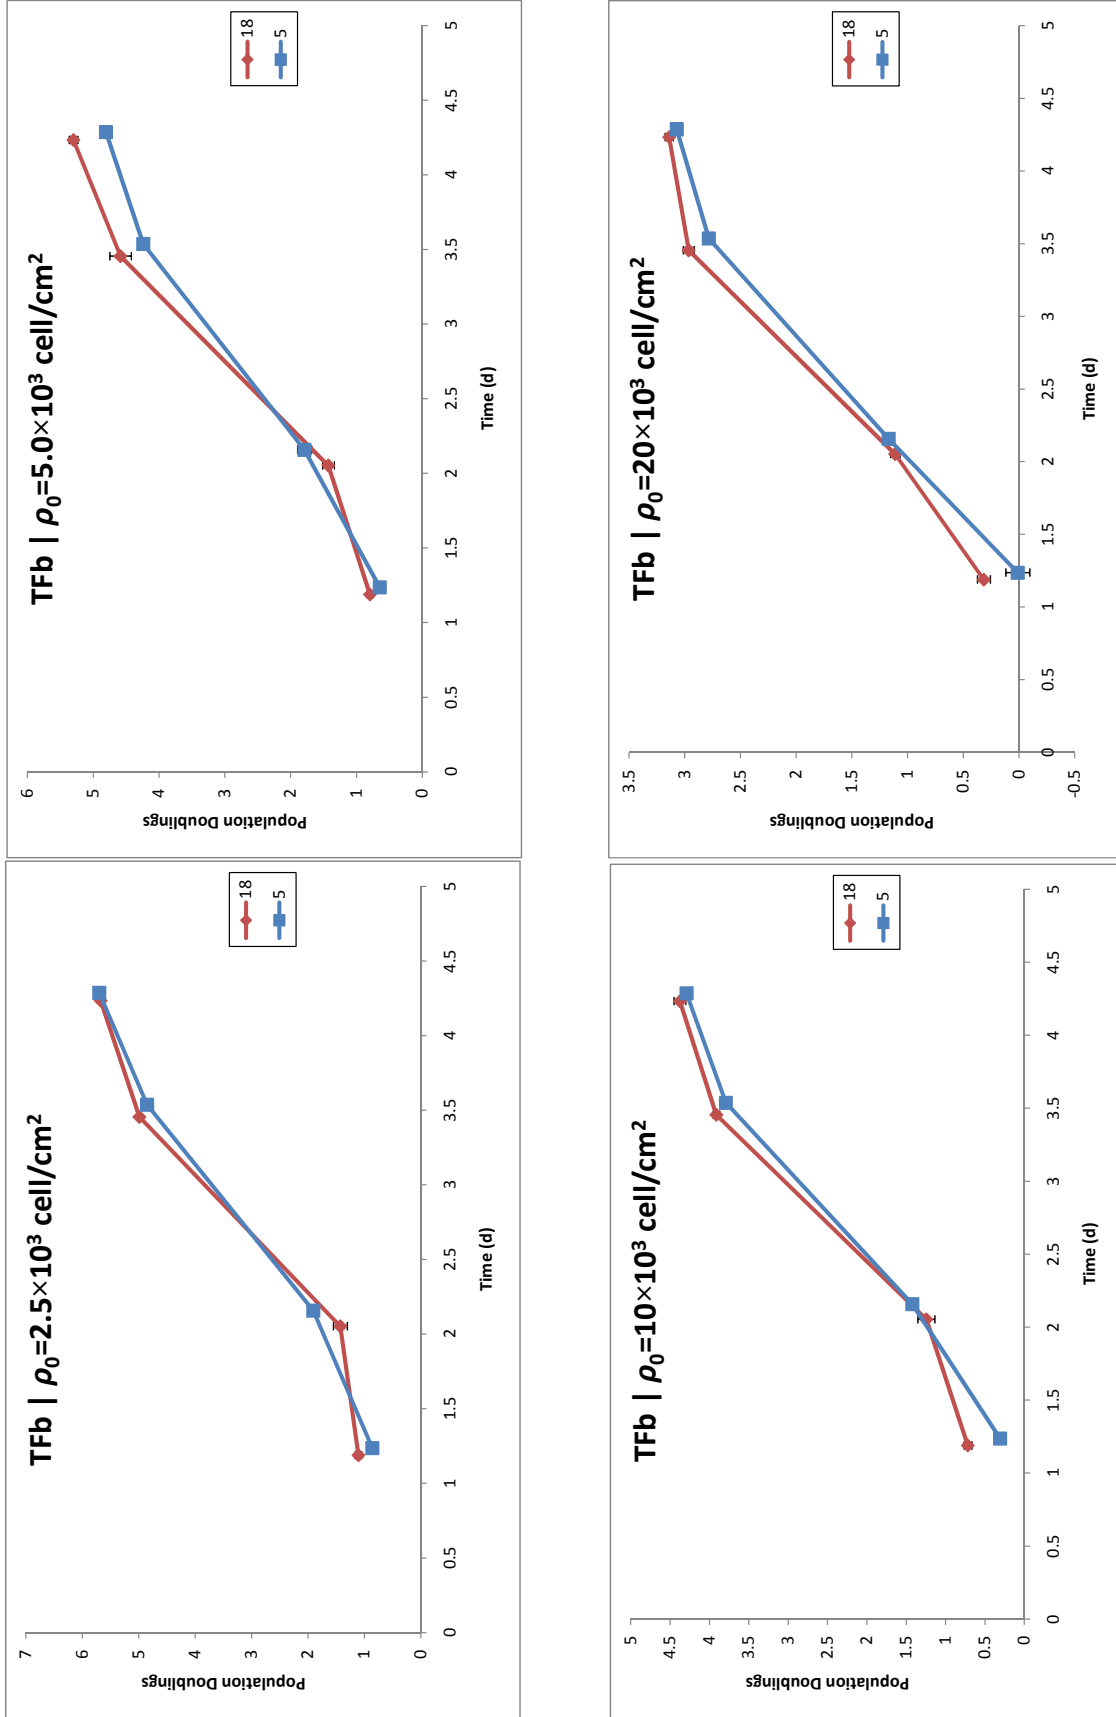 TFb | ρ₀=2.5×10³ cell/cm²
7
6
5
4
3
2
1
0
Population Doublings
0 0.5 1 1.5 2 2.5 3 3.5 4 4.5 5
Time (d)
18
5
TFb | ρ₀=5.0×10³ cell/cm²
6
5
4
3
2
1
0
Population Doublings
0 0.5 1 1.5 2 2.5 3 3.5 4 4.5 5
Time (d)
18
5
TFb | ρ₀=10×10³ cell/cm²
5
4.5
4
3.5
3
2.5
2
1.5
1
0.5
0
Population Doublings
0 0.5 1 1.5 2 2.5 3 3.5 4 4.5 5
Time (d)
18
5
TFb | ρ₀=20×10³ cell/cm²
3.5
3
2.5
2
1.5
1
0.5
0
-0.5
Population Doublings
0 0.5 1 1.5 2 2.5 3 3.5 4 4.5 5
Time (d)
18
5